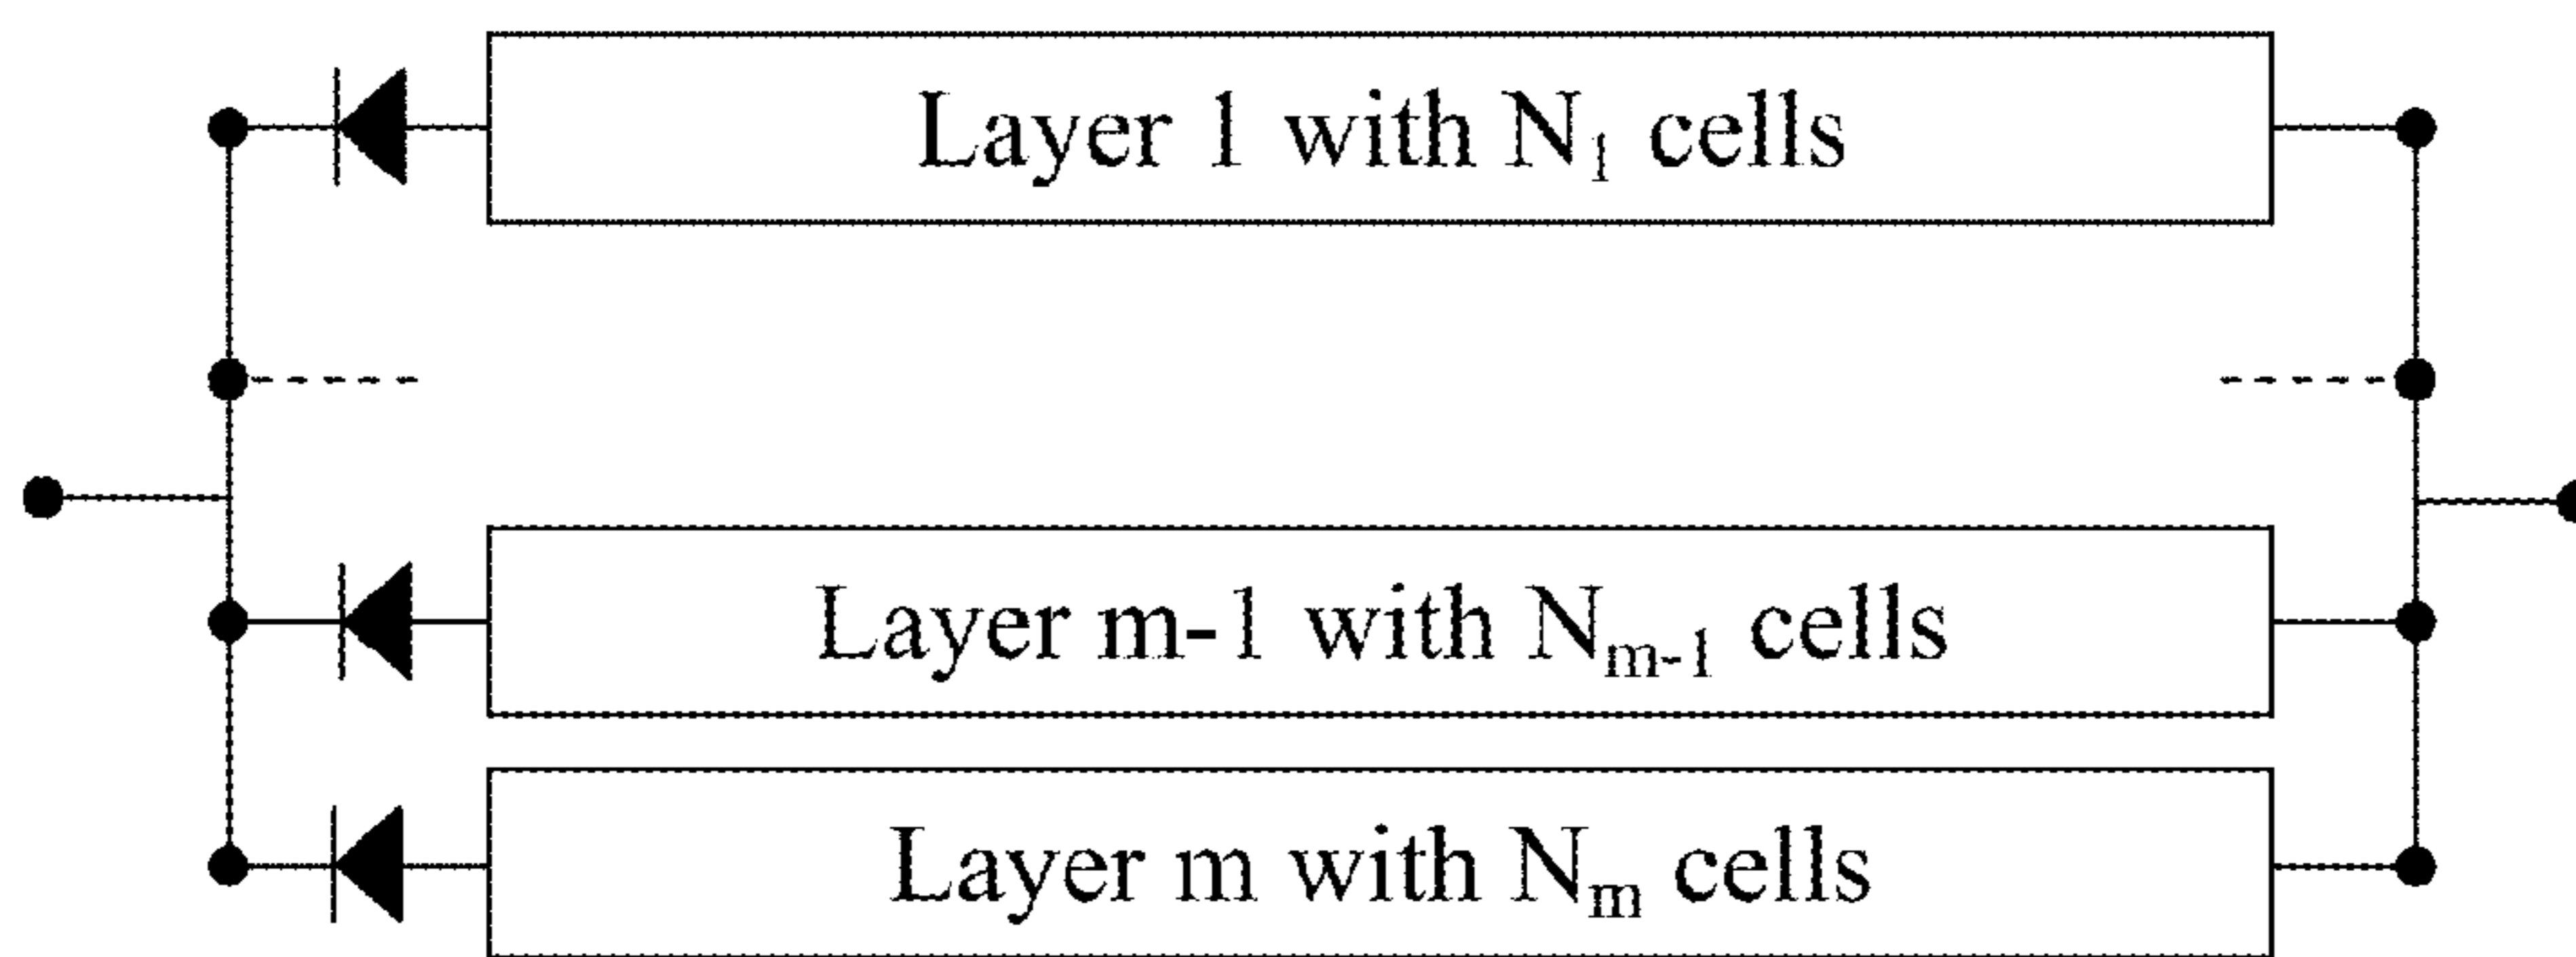 Layer 1 with N₁ cells
Layer m-1 with Nₘ₋₁ cells
Layer m with Nₘ cells